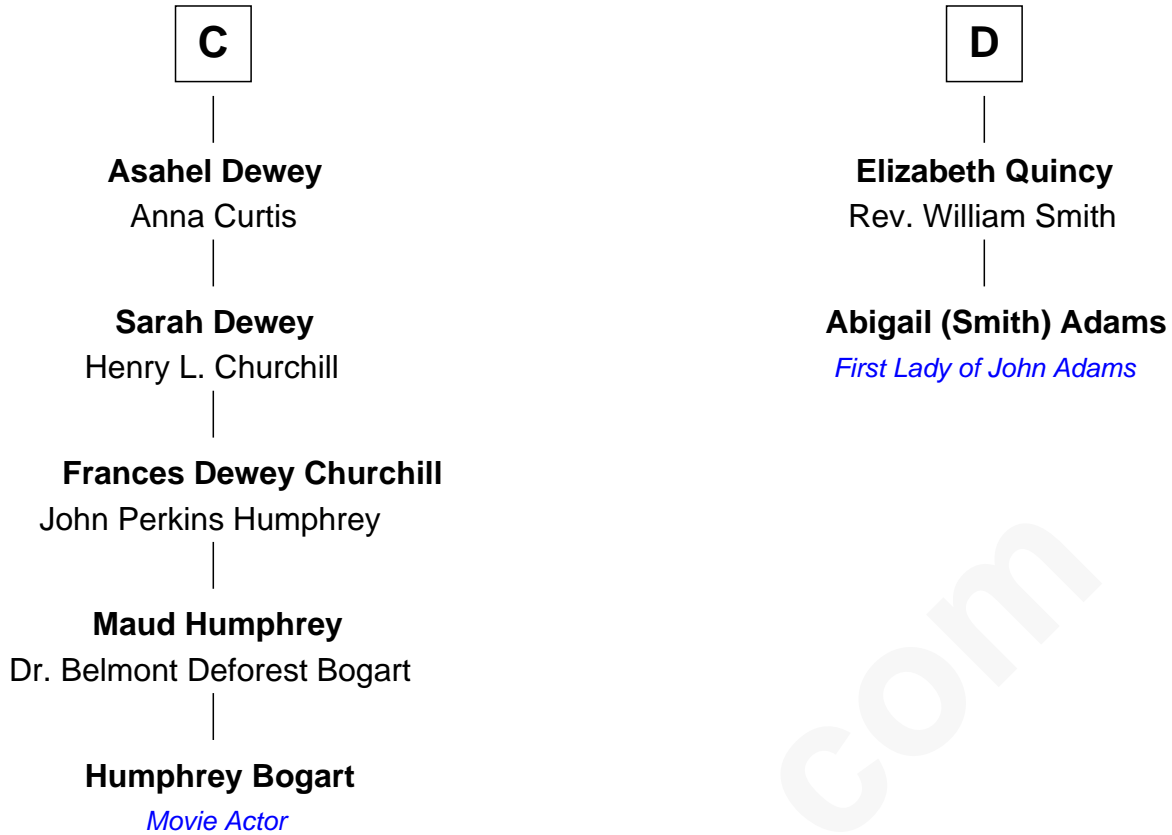 C
Asahel Dewey
Anna Curtis
Sarah Dewey
Henry L. Churchill
Frances Dewey Churchill
John Perkins Humphrey
Maud Humphrey
Dr. Belmont Deforest Bogart
Humphrey Bogart
Movie Actor
D
Elizabeth Quincy
Rev. William Smith
Abigail (Smith) Adams
First Lady of John Adams
com